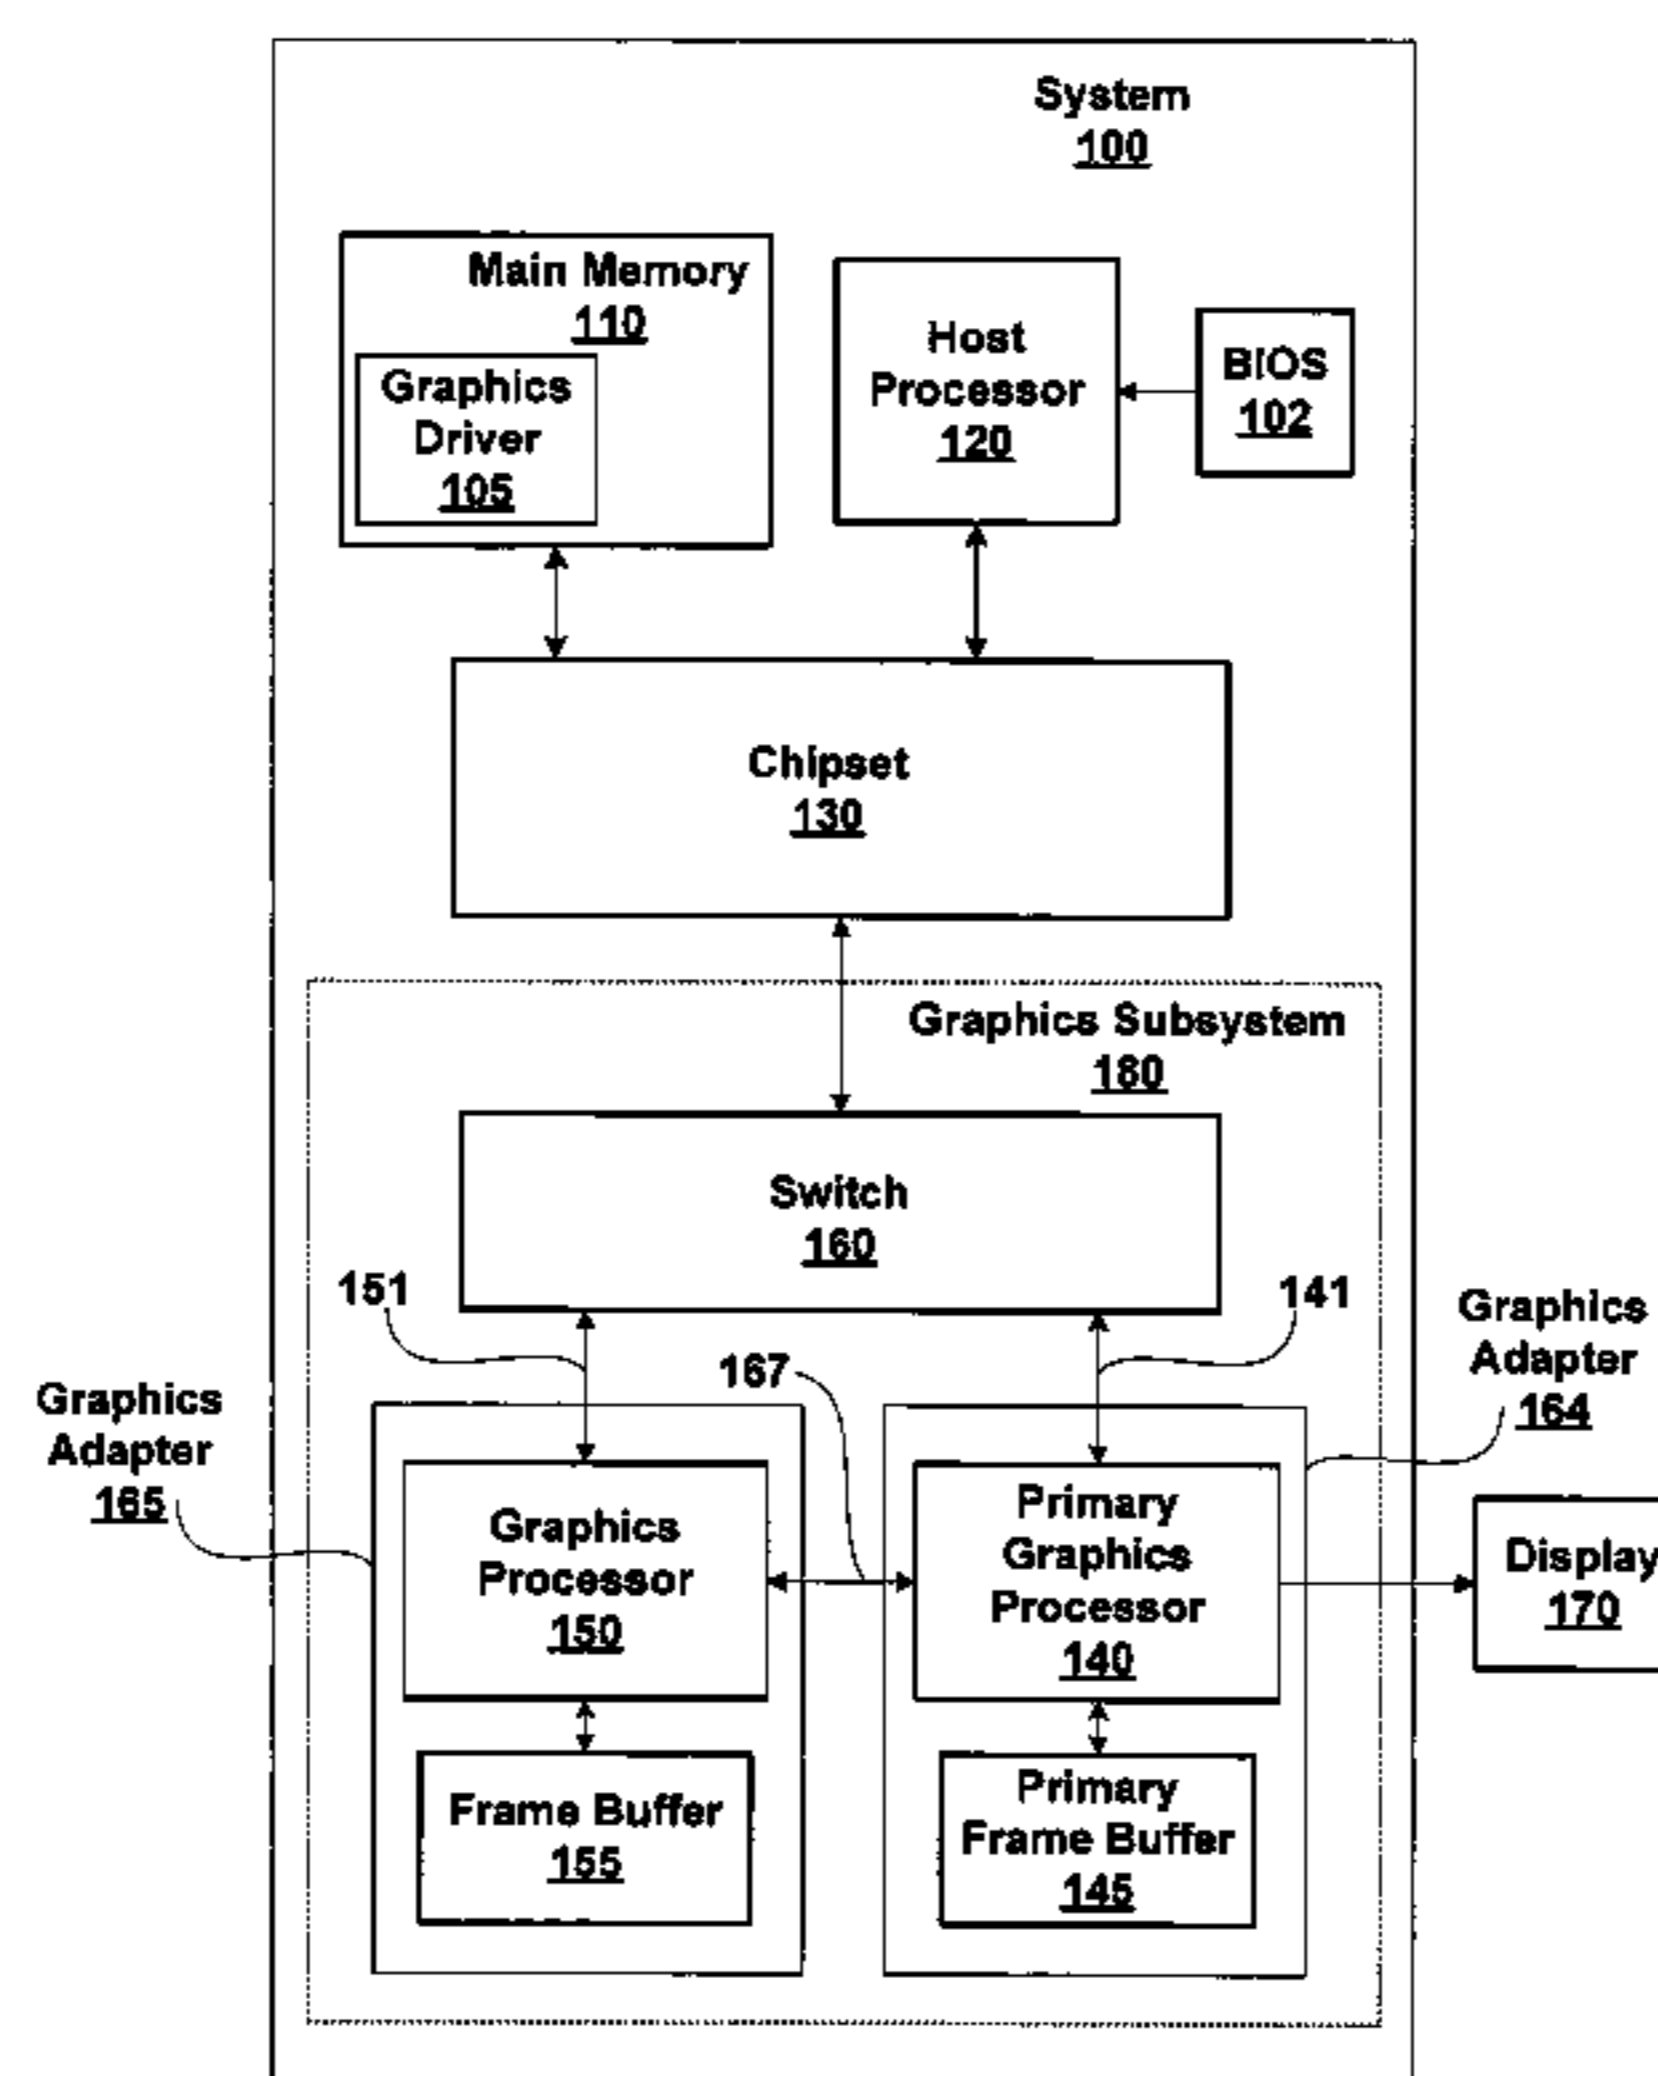 System
100
Main Memory
110
Graphics
Driver
105
Host
Processor
120
BIOS
102
Chipset
130
Graphics Subsystem
180
Switch
160
151
141
167
Graphics
Adapter
164
Graphics
Adapter
165
Graphics
Processor
150
Primary
Graphics
Processor
140
Display
170
Frame Buffer
155
Primary
Frame Buffer
145